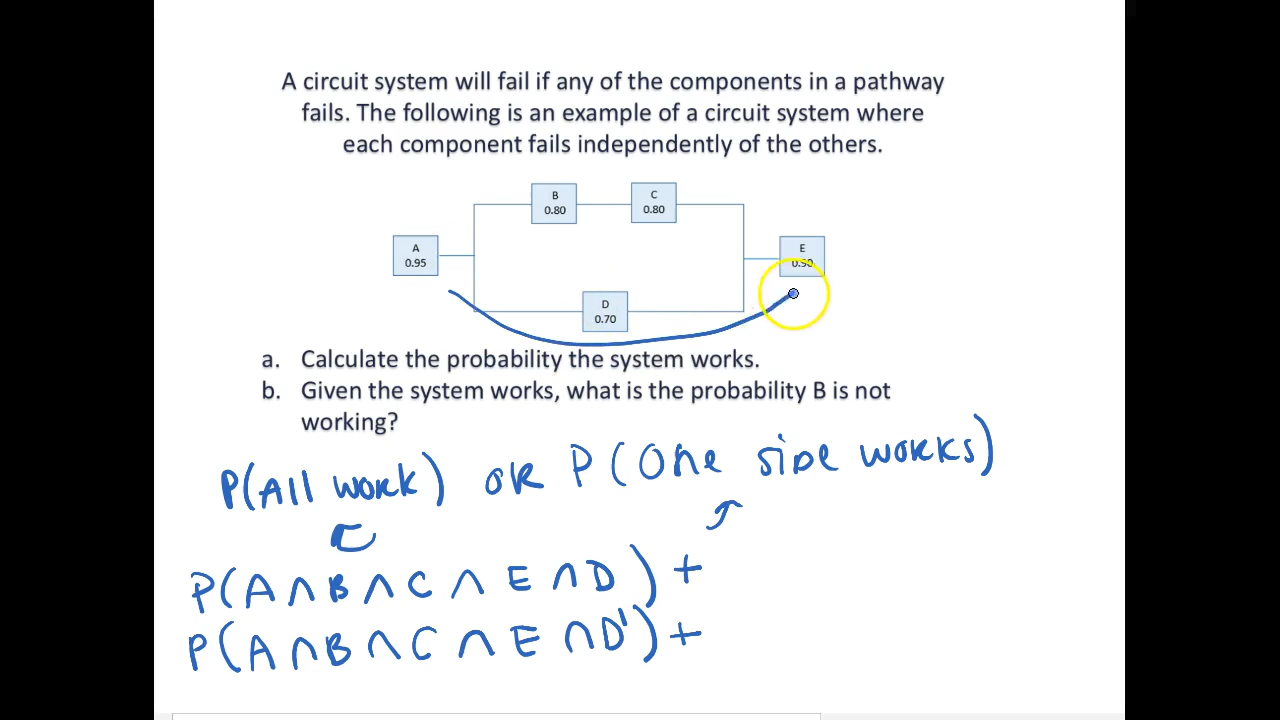 A circuit system will fail if any of the components in a pathway
fails. The following is an example of a circuit system where
each component fails independently of the others.
B
0.80
C
0.80
A
0.95
E
0.90
D
0.70
a. Calculate the probability the system works.
b. Given the system works, what is the probability B is not
working?
P(All work) or P(One side works)
P(A ∩ B ∩ C ∩ E ∩ D) +
P(A ∩ B ∩ C ∩ E ∩ D') +